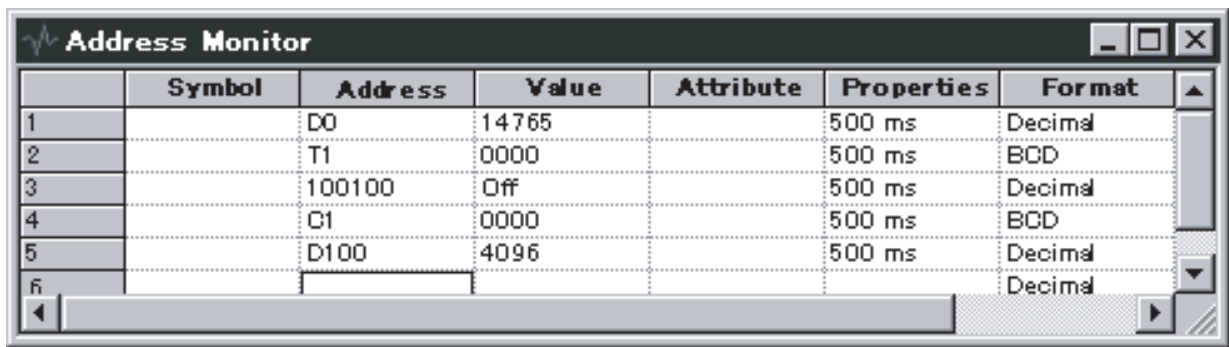 Address Monitor
Symbol Address Value Attribute Properties Format
1 D0 14765 500 ms Decimal
2 T1 0000 500 ms BCD
3 100100 Off 500 ms Decimal
4 C1 0000 500 ms BCD
5 D100 4096 500 ms Decimal
6 Decimal